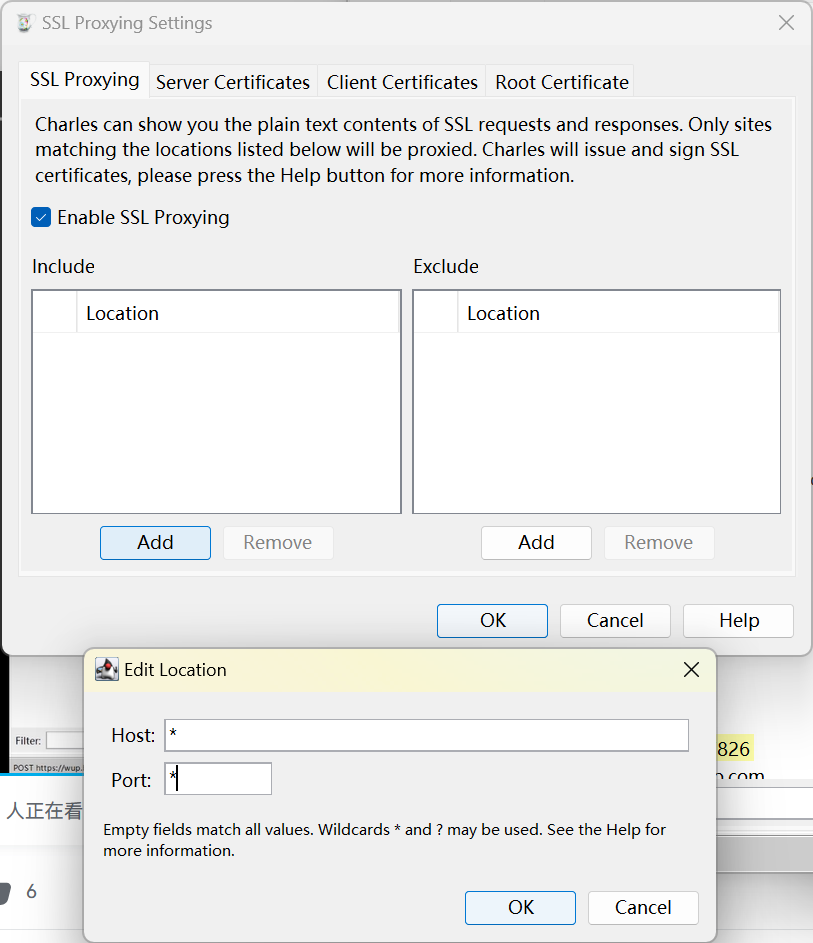 SSL Proxying Settings
SSL Proxying Server Certificates Client Certificates Root Certificate
Charles can show you the plain text contents of SSL requests and responses. Only sites
matching the locations listed below will be proxied. Charles will issue and sign SSL
certificates, please press the Help button for more information.
Enable SSL Proxying
Include Exclude
Location Location
Add Remove Add Remove
OK Cancel Help
Edit Location
Host: *
Port: *
Empty fields match all values. Wildcards * and ? may be used. See the Help for
more information.
OK Cancel
Filter:
POST https://wup.
826
o.com
人正在看
6